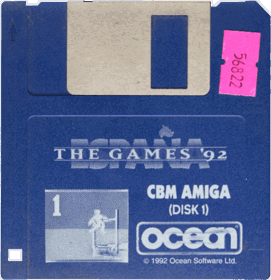 56822
ESPAÑA
THE GAMES '92
1
CBM AMIGA
(DISK 1)
ocean
© 1992 Ocean Software Ltd.